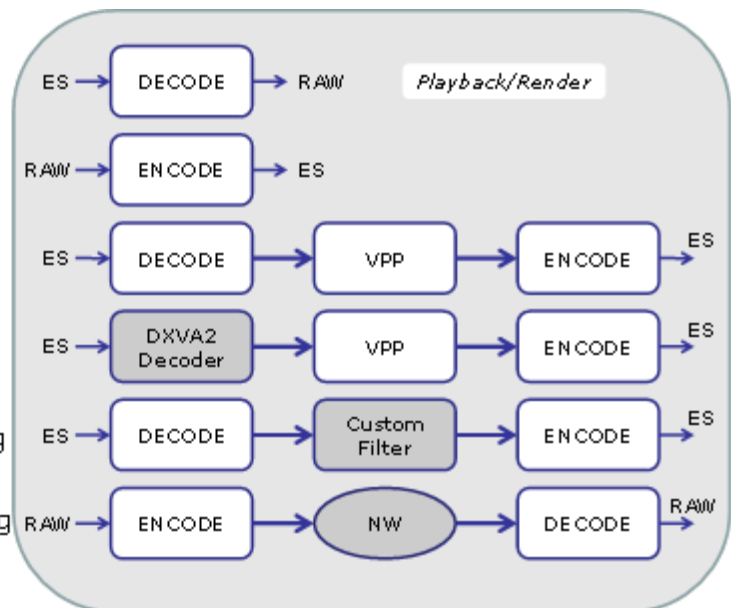 ES DECODE RAW Playback/Render
RAW ENCODE ES
ES DECODE VPP ENCODE ES
ES DXVA2 Decoder VPP ENCODE ES
g ES DECODE Custom Filter ENCODE ES
g RAW ENCODE NW DECODE RAW